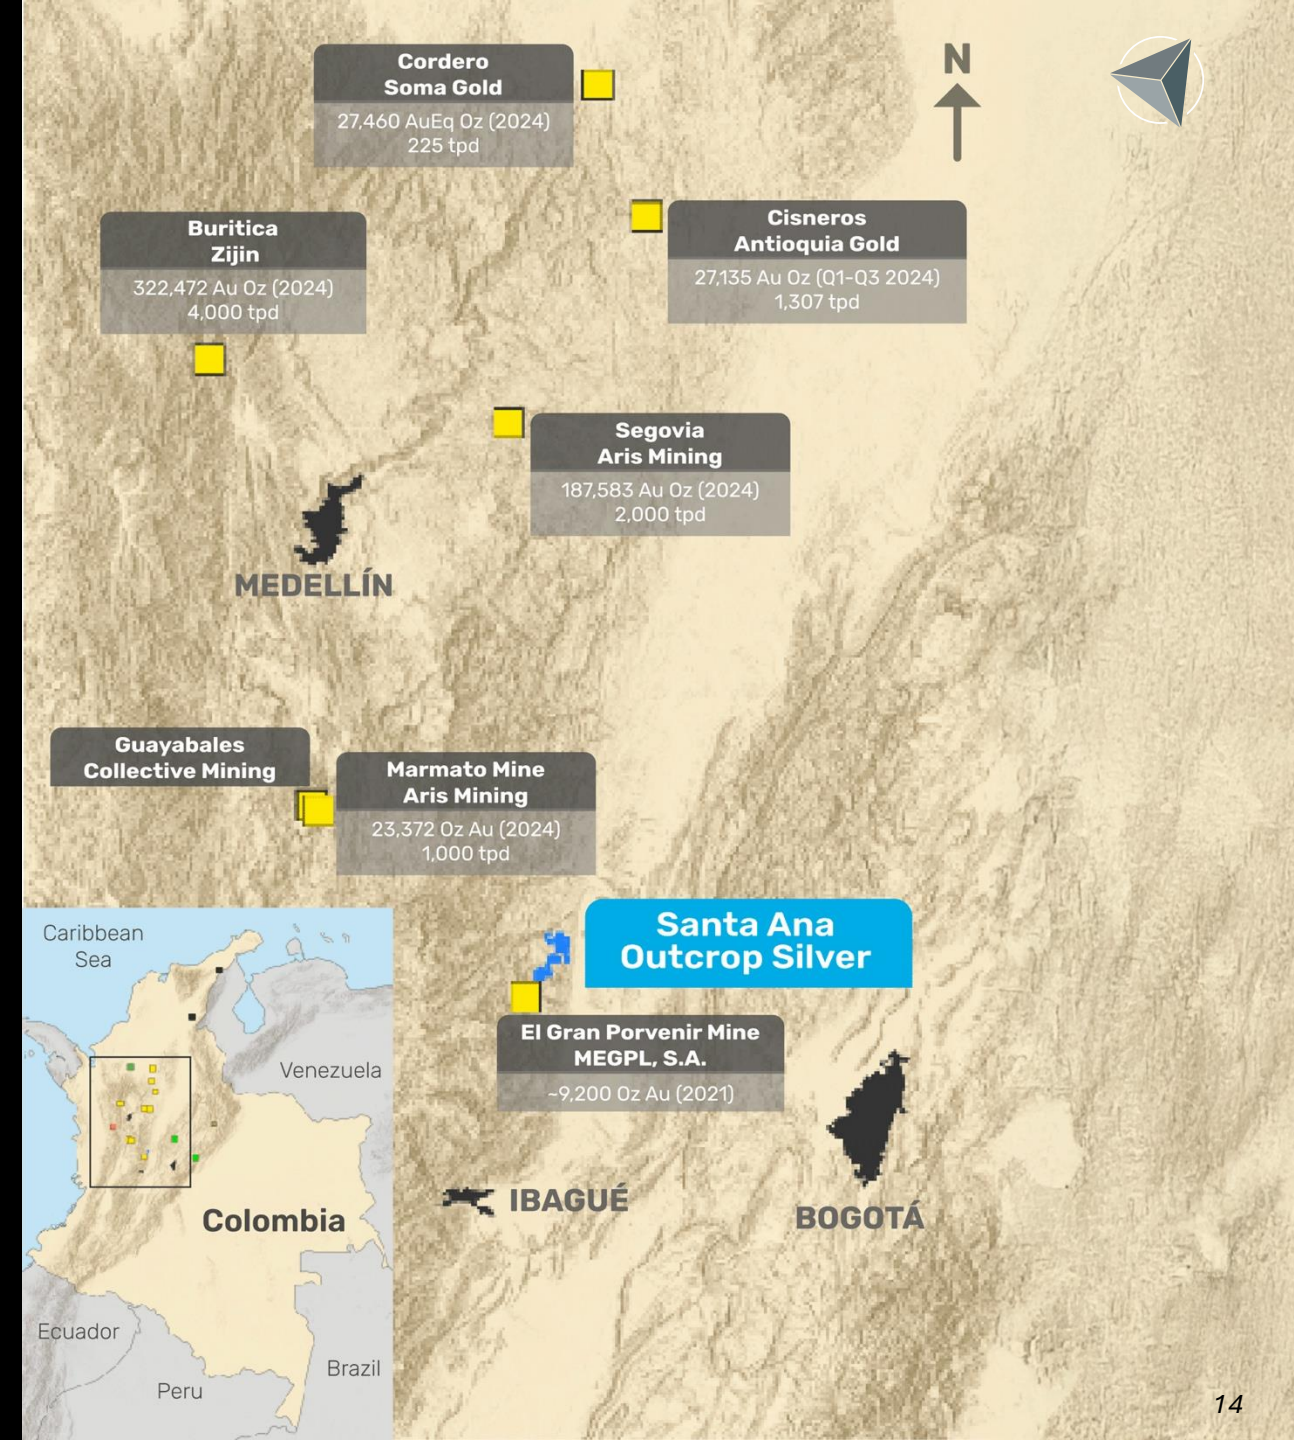 Cordero
Soma Gold
27,460 AuEq Oz (2024)
225 tpd
N
Cisneros
Antioquia Gold
27,135 Au Oz (Q1-Q3 2024)
1,307 tpd
Buritica
Zijin
322,472 Au Oz (2024)
4,000 tpd
Segovia
Aris Mining
187,583 Au Oz (2024)
2,000 tpd
MEDELLÍN
Guayabales
Collective Mining
Marmato Mine
Aris Mining
23,372 Oz Au (2024)
1,000 tpd
Santa Ana
Outcrop Silver
El Gran Porvenir Mine
MEGPL, S.A.
~9,200 Oz Au (2021)
IBAGUÉ
BOGOTÁ
Caribbean
Sea
Venezuela
Colombia
Ecuador
Peru
Brazil
14